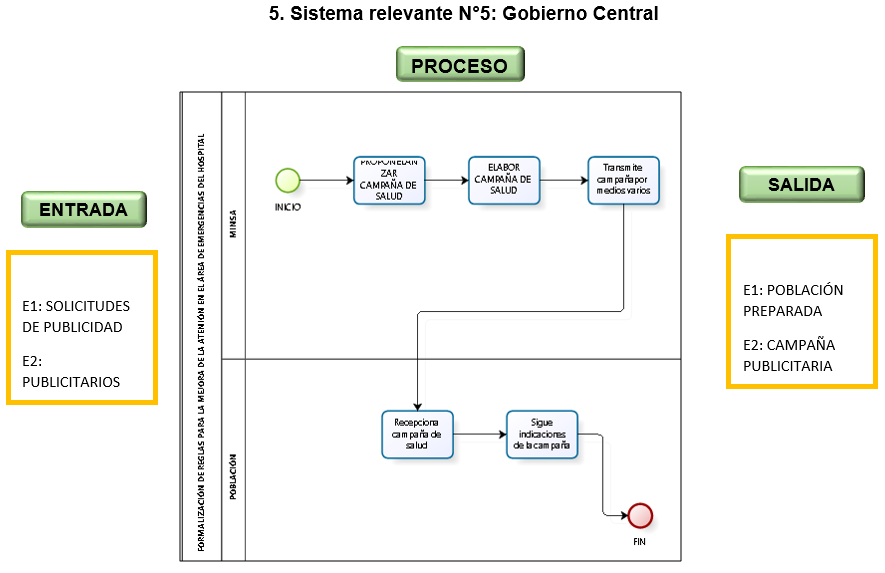 5. Sistema relevante N°5: Gobierno Central
PROCESO
ENTRADA
E1: SOLICITUDES
DE PUBLICIDAD
E2:
PUBLICITARIOS
FORMALIZACIÓN DE REGLAS PARA LA MEJORA DE LA ATENIÓN EN EL ÁREA DE EMERGENCIAS DEL HOSPITAL
MINSA
INICIO
PROPONELAN
ZAR
CAMPAÑA DE
SALUD
ELABOR
CAMPAÑA DE
SALUD
Transmite
campaña por
medios varios
POBLACIÓN
Recepciona
campaña de
salud
Sigue
indicaciones
de la campaña
FIN
SALIDA
E1: POBLACIÓN
PREPARADA
E2: CAMPAÑA
PUBLICITARIA